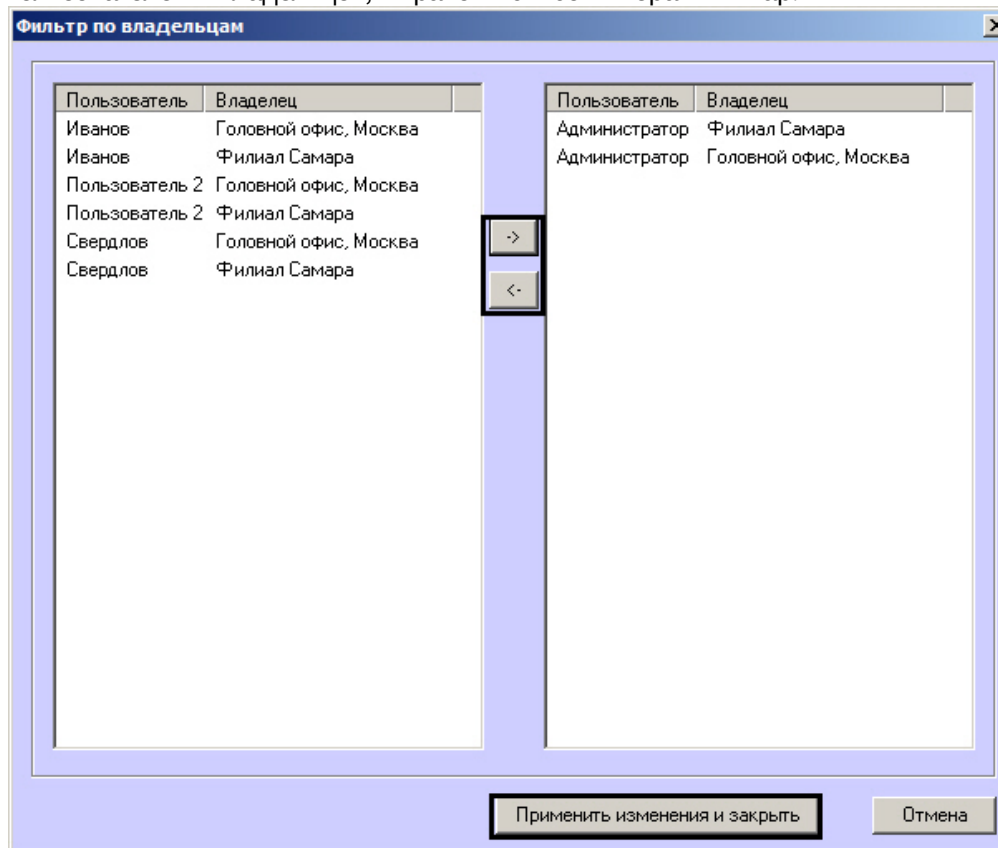 Фильтр по владельцам
Пользователь Владелец
Иванов Головной офис, Москва
Иванов Филиал Самара
Пользователь 2 Головной офис, Москва
Пользователь 2 Филиал Самара
Свердлов Головной офис, Москва
Свердлов Филиал Самара
->
<-
Пользователь Владелец
Администратор Филиал Самара
Администратор Головной офис, Москва
Применить изменения и закрыть
Отмена